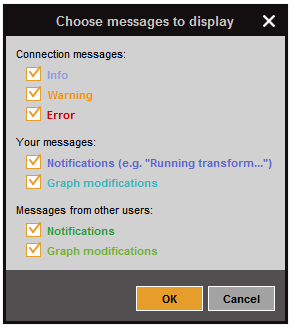 Choose messages to display
Connection messages:
Info
Warning
Error
Your messages:
Notifications (e.g. "Running transform...")
Graph modifications
Messages from other users:
Notifications
Graph modifications
OK
Cancel